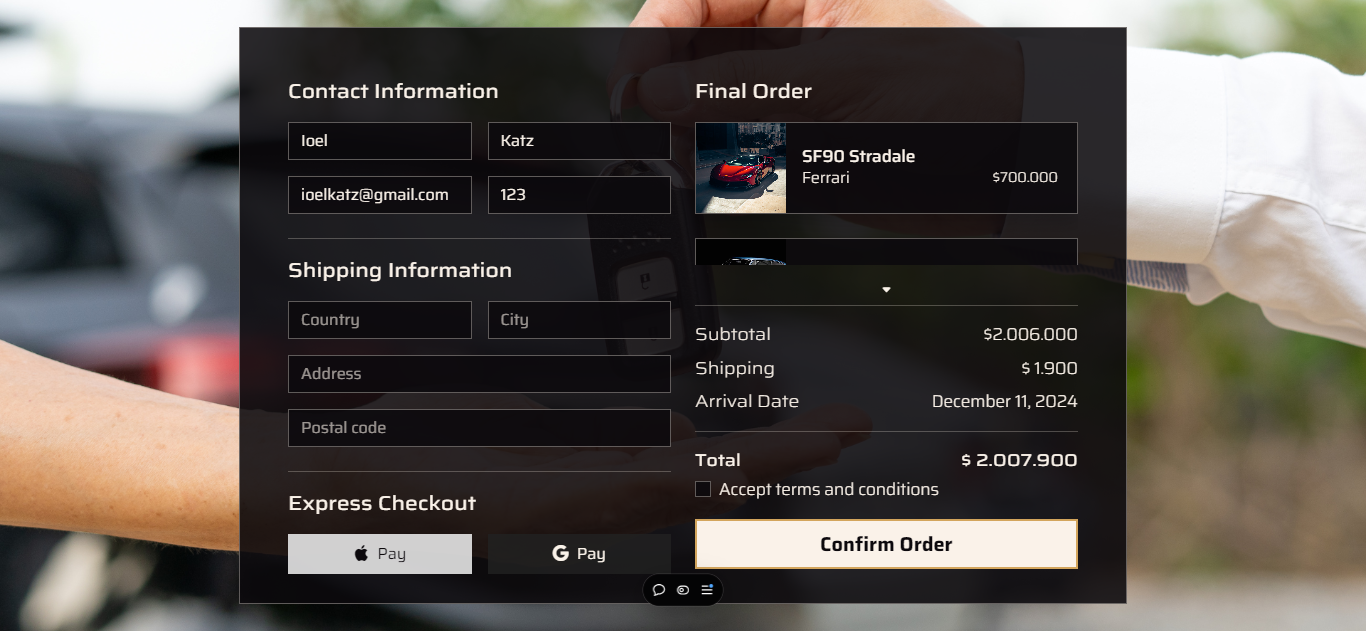 Contact Information
Ioel
Katz
ioelkatz@gmail.com
123
Shipping Information
Country
City
Address
Postal code
Express Checkout
Pay
G Pay
Final Order
SF90 Stradale
Ferrari
$700.000
Subtotal
$2.006.000
Shipping
$ 1.900
Arrival Date
December 11, 2024
Total
$ 2.007.900
Accept terms and conditions
Confirm Order